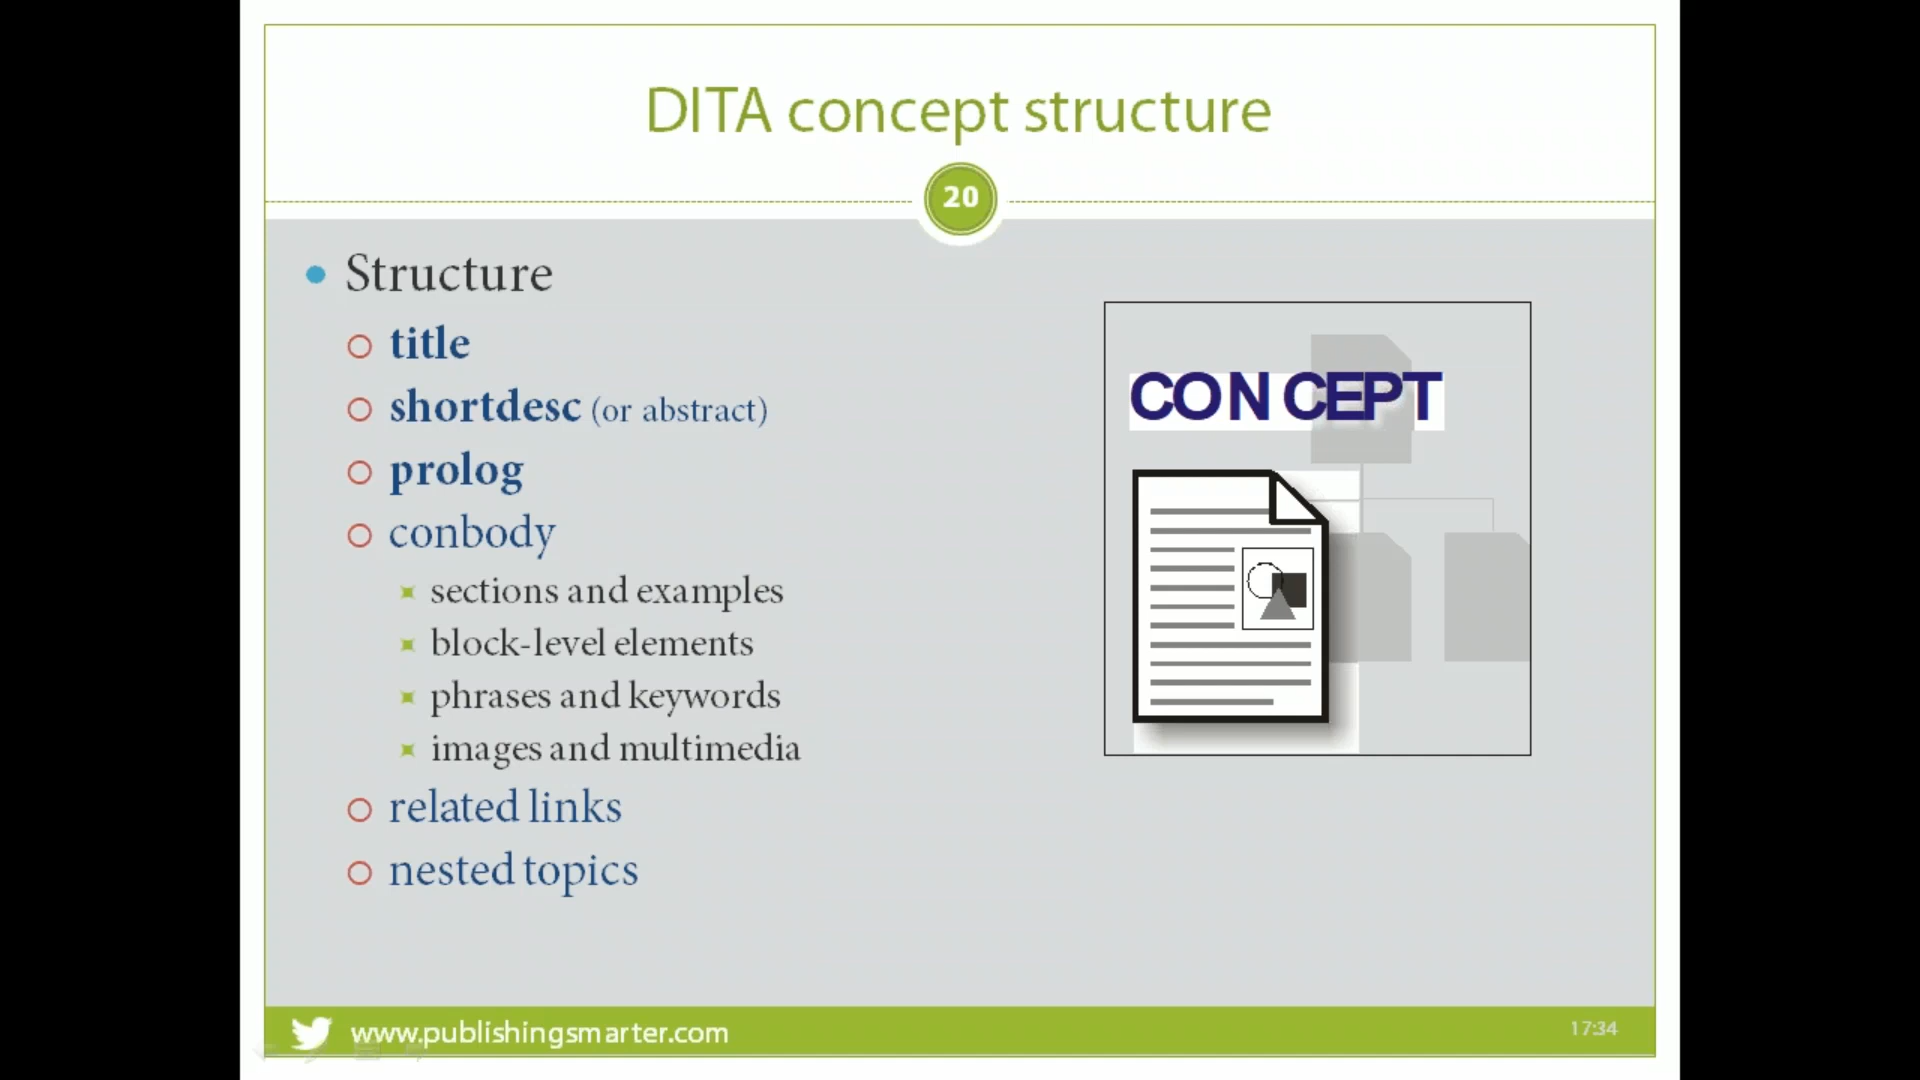 DITA concept structure
20
Structure
title
shortdesc (or abstract)
prolog
conbody
sections and examples
block-level elements
phrases and keywords
images and multimedia
related links
nested topics
CONCEPT
www.publishingsmarter.com
17:34